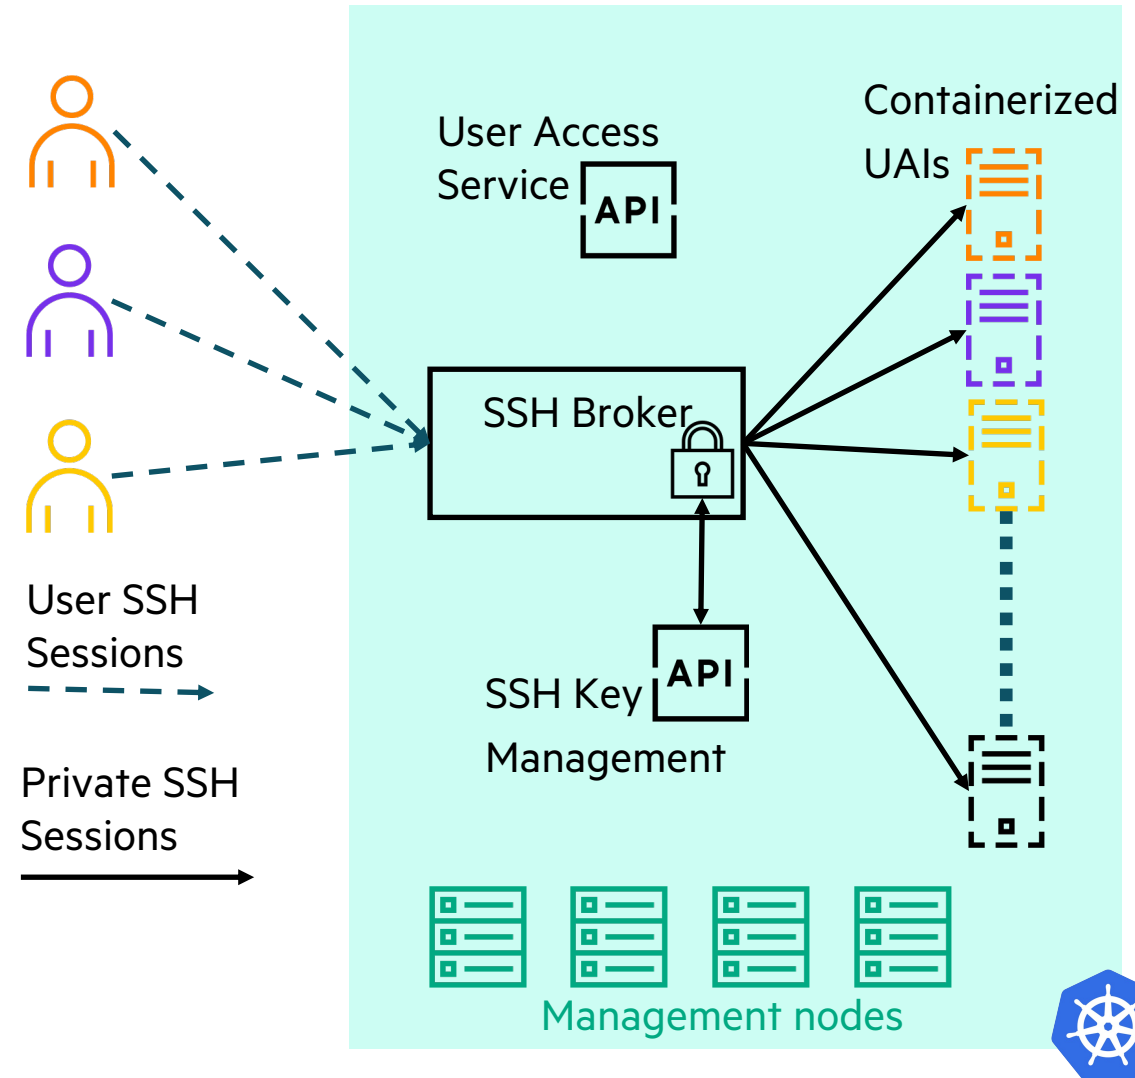 Containerized
UAIs
User Access
Service
API
SSH Broker
User SSH
Sessions
API
SSH Key
Management
Private SSH
Sessions
Management nodes